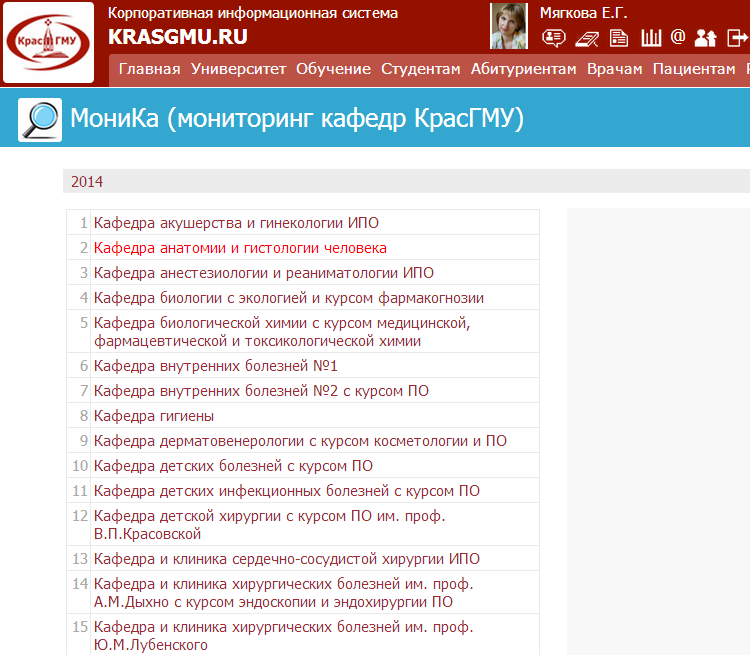 КрасГМУ
Корпоративная информационная система
KRASGMU.RU
Мягкова Е.Г.
@
Главная Университет Обучение Студентам Абитуриентам Врачам Пациентам
МониКа (мониторинг кафедр КрасГМУ)
2014
1 Кафедра акушерства и гинекологии ИПО
2 Кафедра анатомии и гистологии человека
3 Кафедра анестезиологии и реаниматологии ИПО
4 Кафедра биологии с экологией и курсом фармакогнозии
5 Кафедра биологической химии с курсом медицинской,
фармацевтической и токсикологической химии
6 Кафедра внутренних болезней №1
7 Кафедра внутренних болезней №2 с курсом ПО
8 Кафедра гигиены
9 Кафедра дерматовенерологии с курсом косметологии и ПО
10 Кафедра детских болезней с курсом ПО
11 Кафедра детских инфекционных болезней с курсом ПО
12 Кафедра детской хирургии с курсом ПО им. проф.
В.П.Красовской
13 Кафедра и клиника сердечно-сосудистой хирургии ИПО
14 Кафедра и клиника хирургических болезней им. проф.
А.М.Дыхно с курсом эндоскопии и эндохирургии ПО
15 Кафедра и клиника хирургических болезней им. проф.
Ю.М.Лубенского